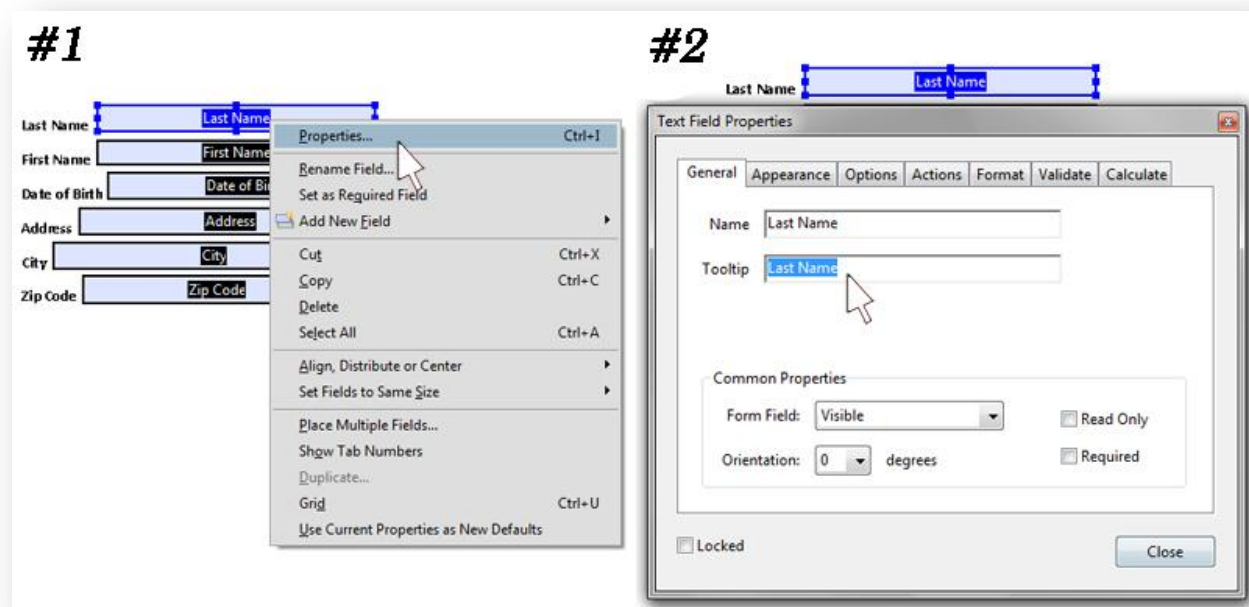 #1
Last Name Last Name
First Name First Name
Date of Birth Date of Bi
Address Address
City City
Zip Code Zip Code
Properties... Ctrl+I
Rename Field...
Set as Required Field
Add New Field
Cut Ctrl+X
Copy Ctrl+C
Delete
Select All Ctrl+A
Align, Distribute or Center
Set Fields to Same Size
Place Multiple Fields...
Show Tab Numbers
Duplicate...
Grid Ctrl+U
Use Current Properties as New Defaults
#2
Last Name Last Name
Text Field Properties
General Appearance Options Actions Format Validate Calculate
Name Last Name
Tooltip Last Name
Common Properties
Form Field: Visible Read Only
Orientation: 0 degrees Required
Locked Close